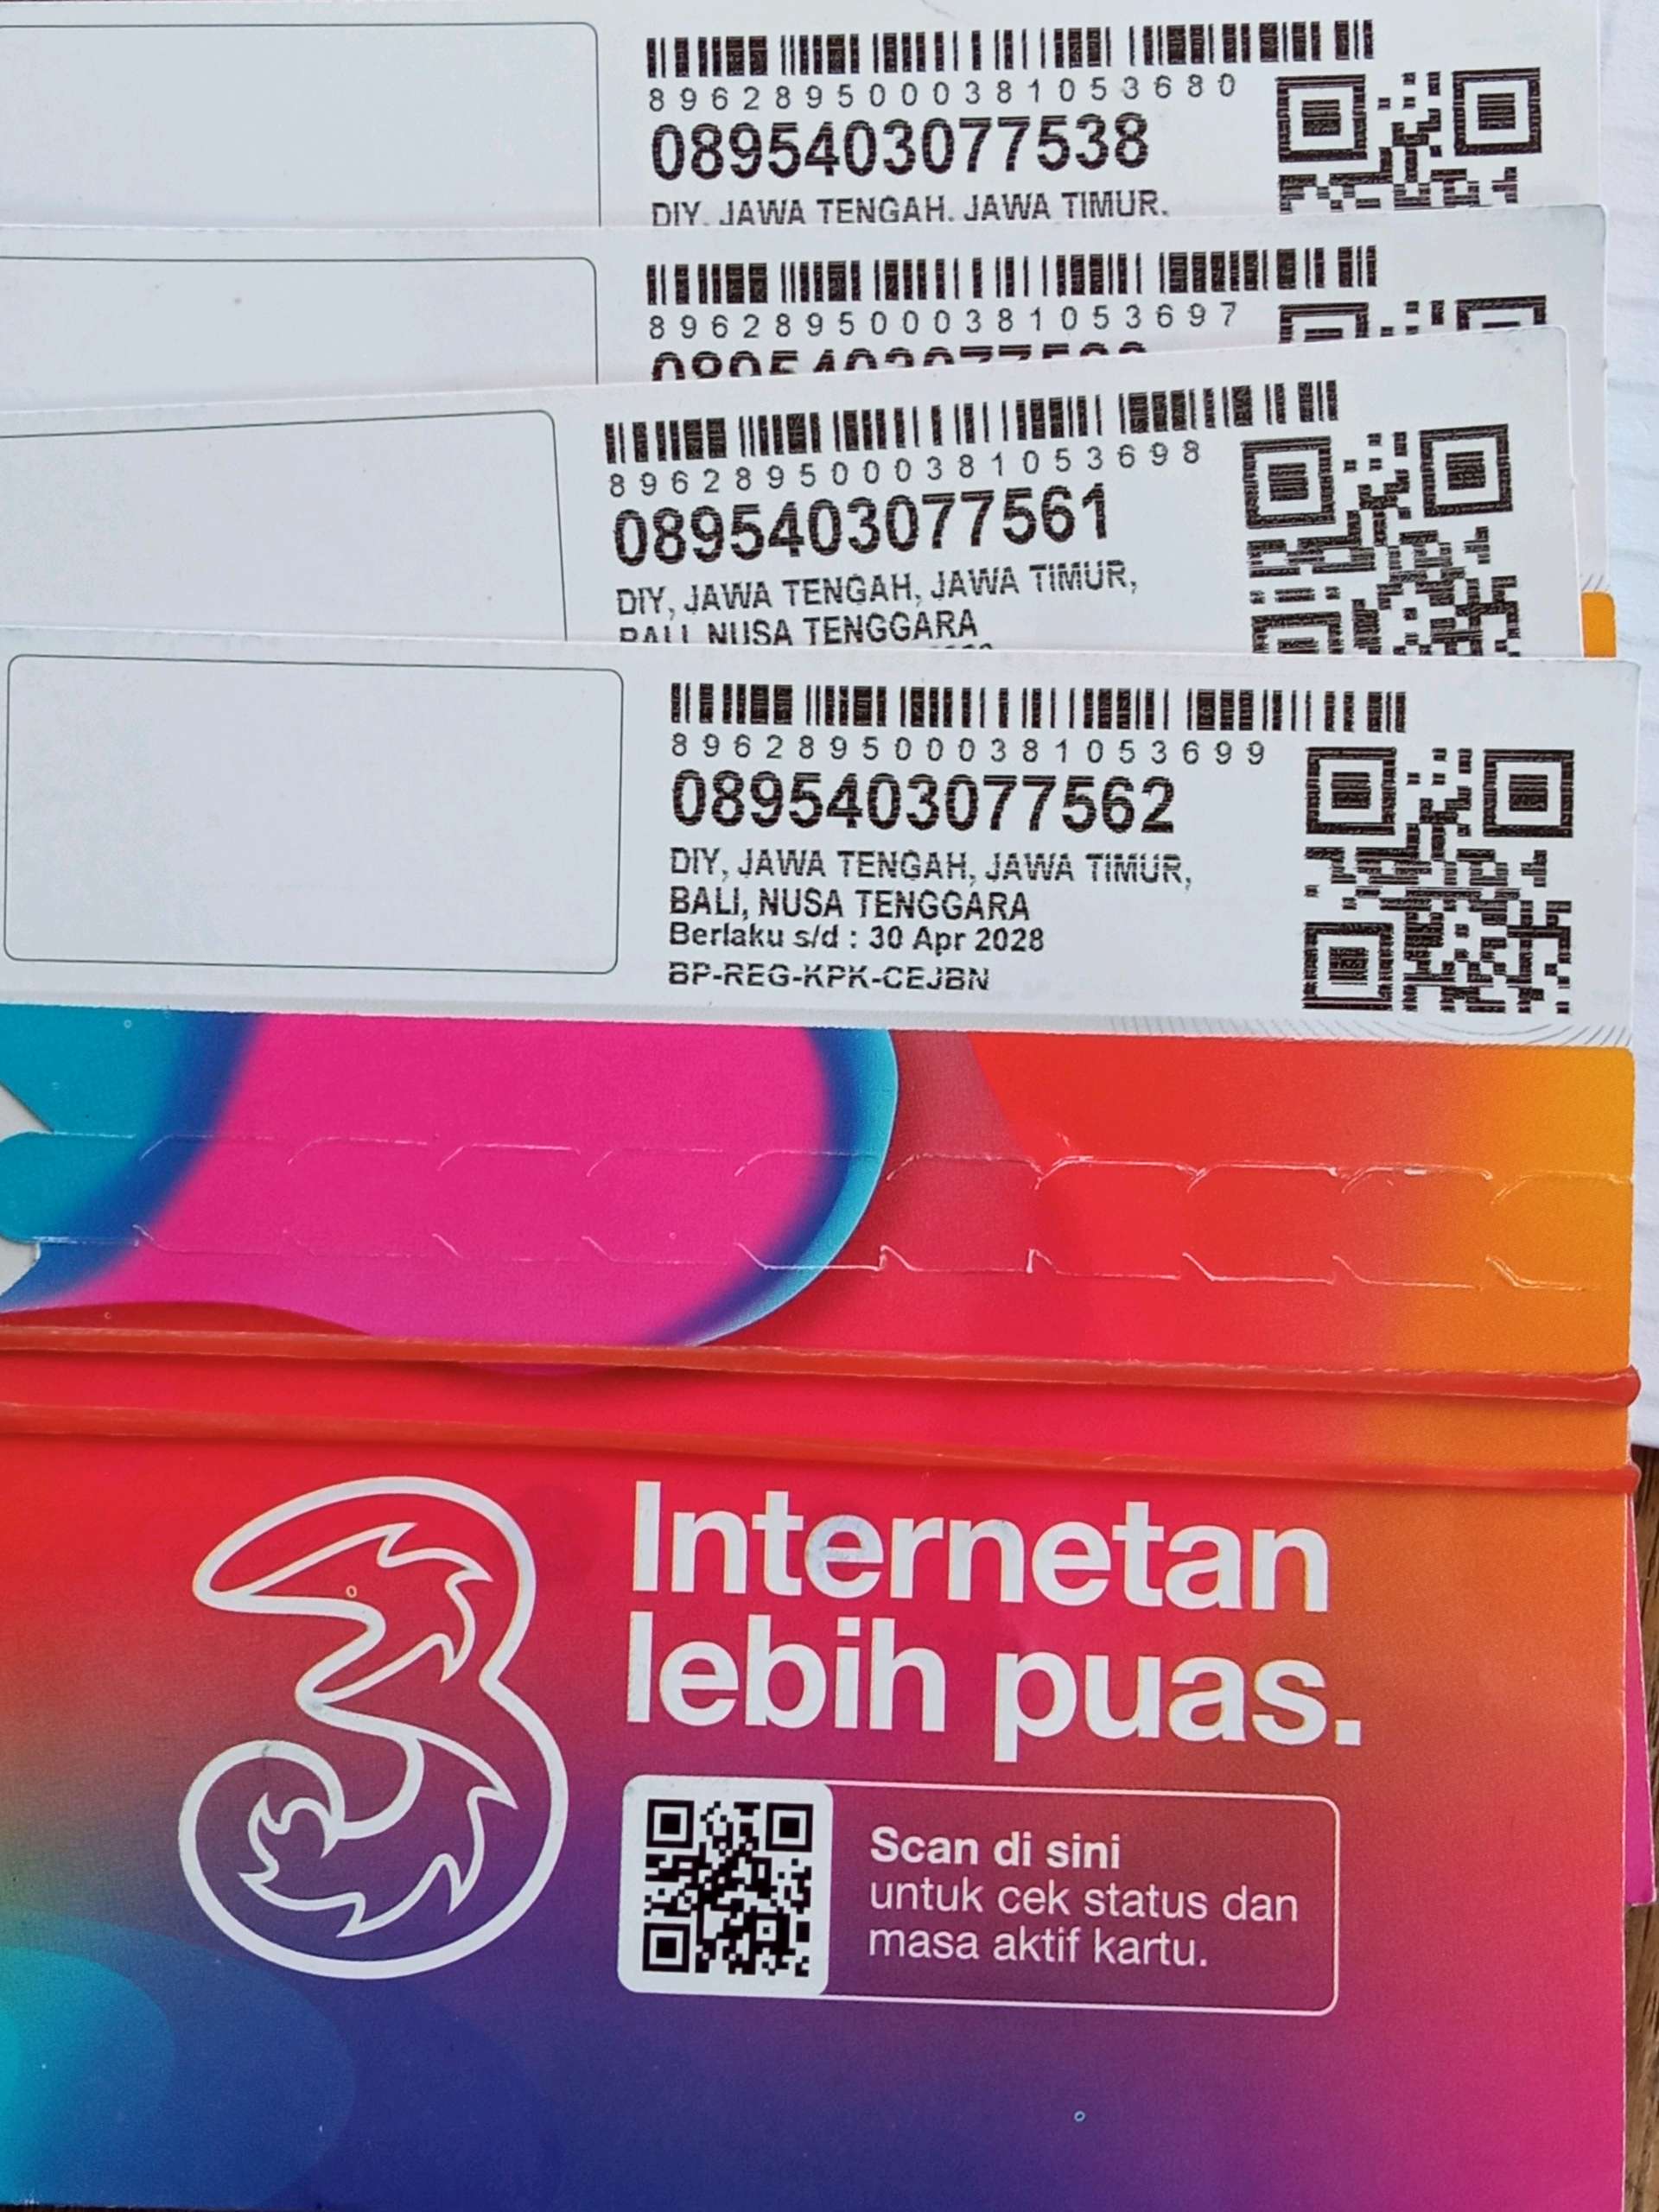 8962895000381053680
0895403077538
DIY, JAWA TENGAH, JAWA TIMUR,
8962895000381053697
8962895000381053698
0895403077561
DIY, JAWA TENGAH, JAWA TIMUR,
BALI, NUSA TENGGARA
8962895000381053699
0895403077562
DIY, JAWA TENGAH, JAWA TIMUR,
BALI, NUSA TENGGARA
Berlaku s/d : 30 Apr 2028
BP-REG-KPK-CEJBN
3
Internetan
lebih puas.
Scan di sini
untuk cek status dan
masa aktif kartu.